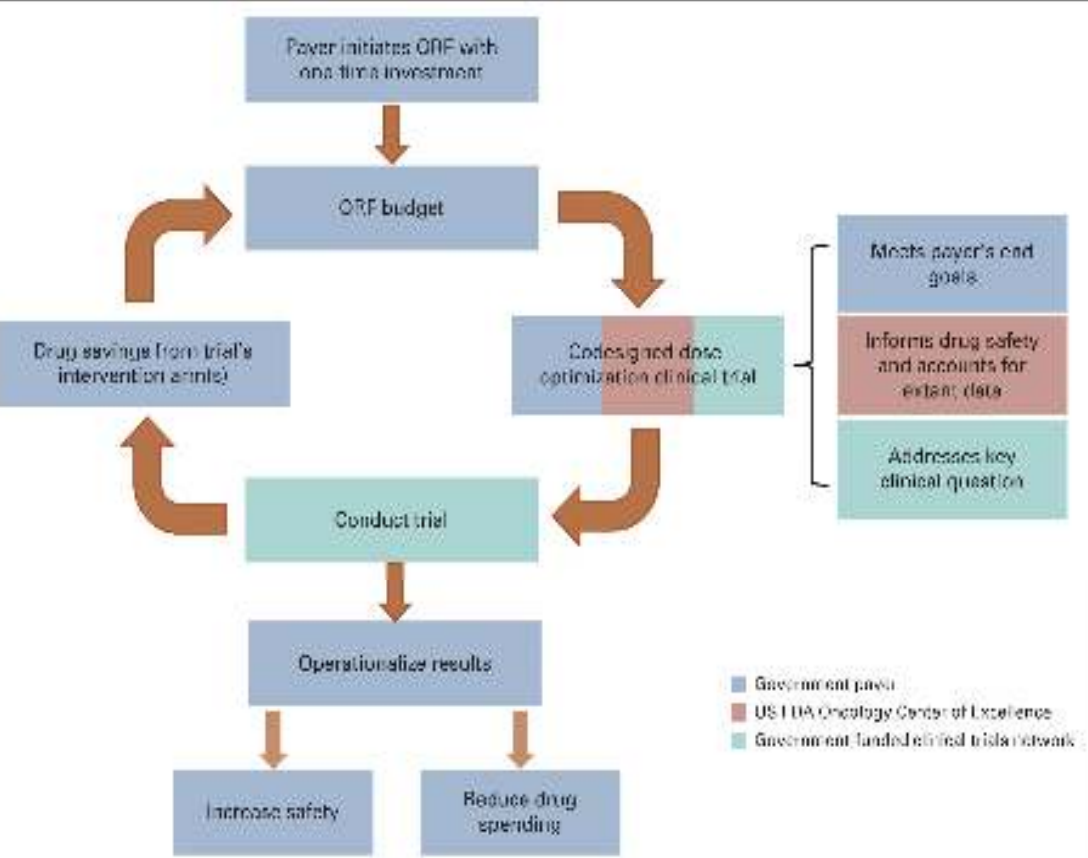 Payer initiates ORF with
one-time investment
ORF budget
Drug savings from trial's
intervention arm(s)
Codesigned dose
optimization clinical trial
Meets payer's end
goals
Informs drug safety
and accounts for
extant data
Addresses key
clinical question
Conduct trial
Operationalize results
Increase safety
Reduce drug
spending
Government payer
US FDA Oncology Center of Excellence
Government-funded clinical trials network